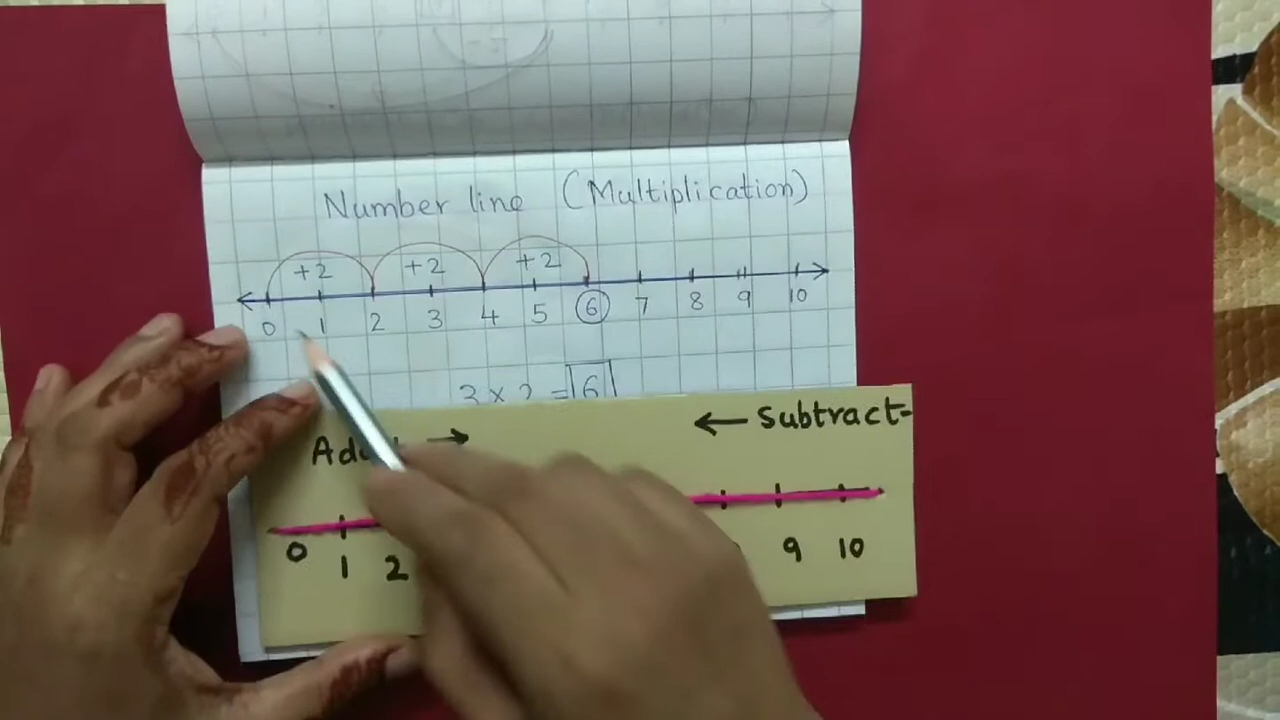 Number line (Multiplication)
+2 +2 +2
0 1 2 3 4 5 6 7 8 9 10
3 × 2 = 6
← Subtract-
→
0 1 2 9 10